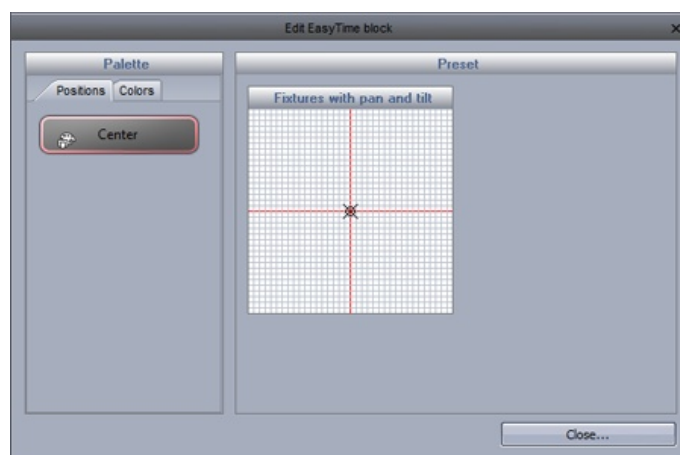 Edit EasyTime block
Palette
Preset
Positions Colors
Fixtures with pan and tilt
Center
Close...